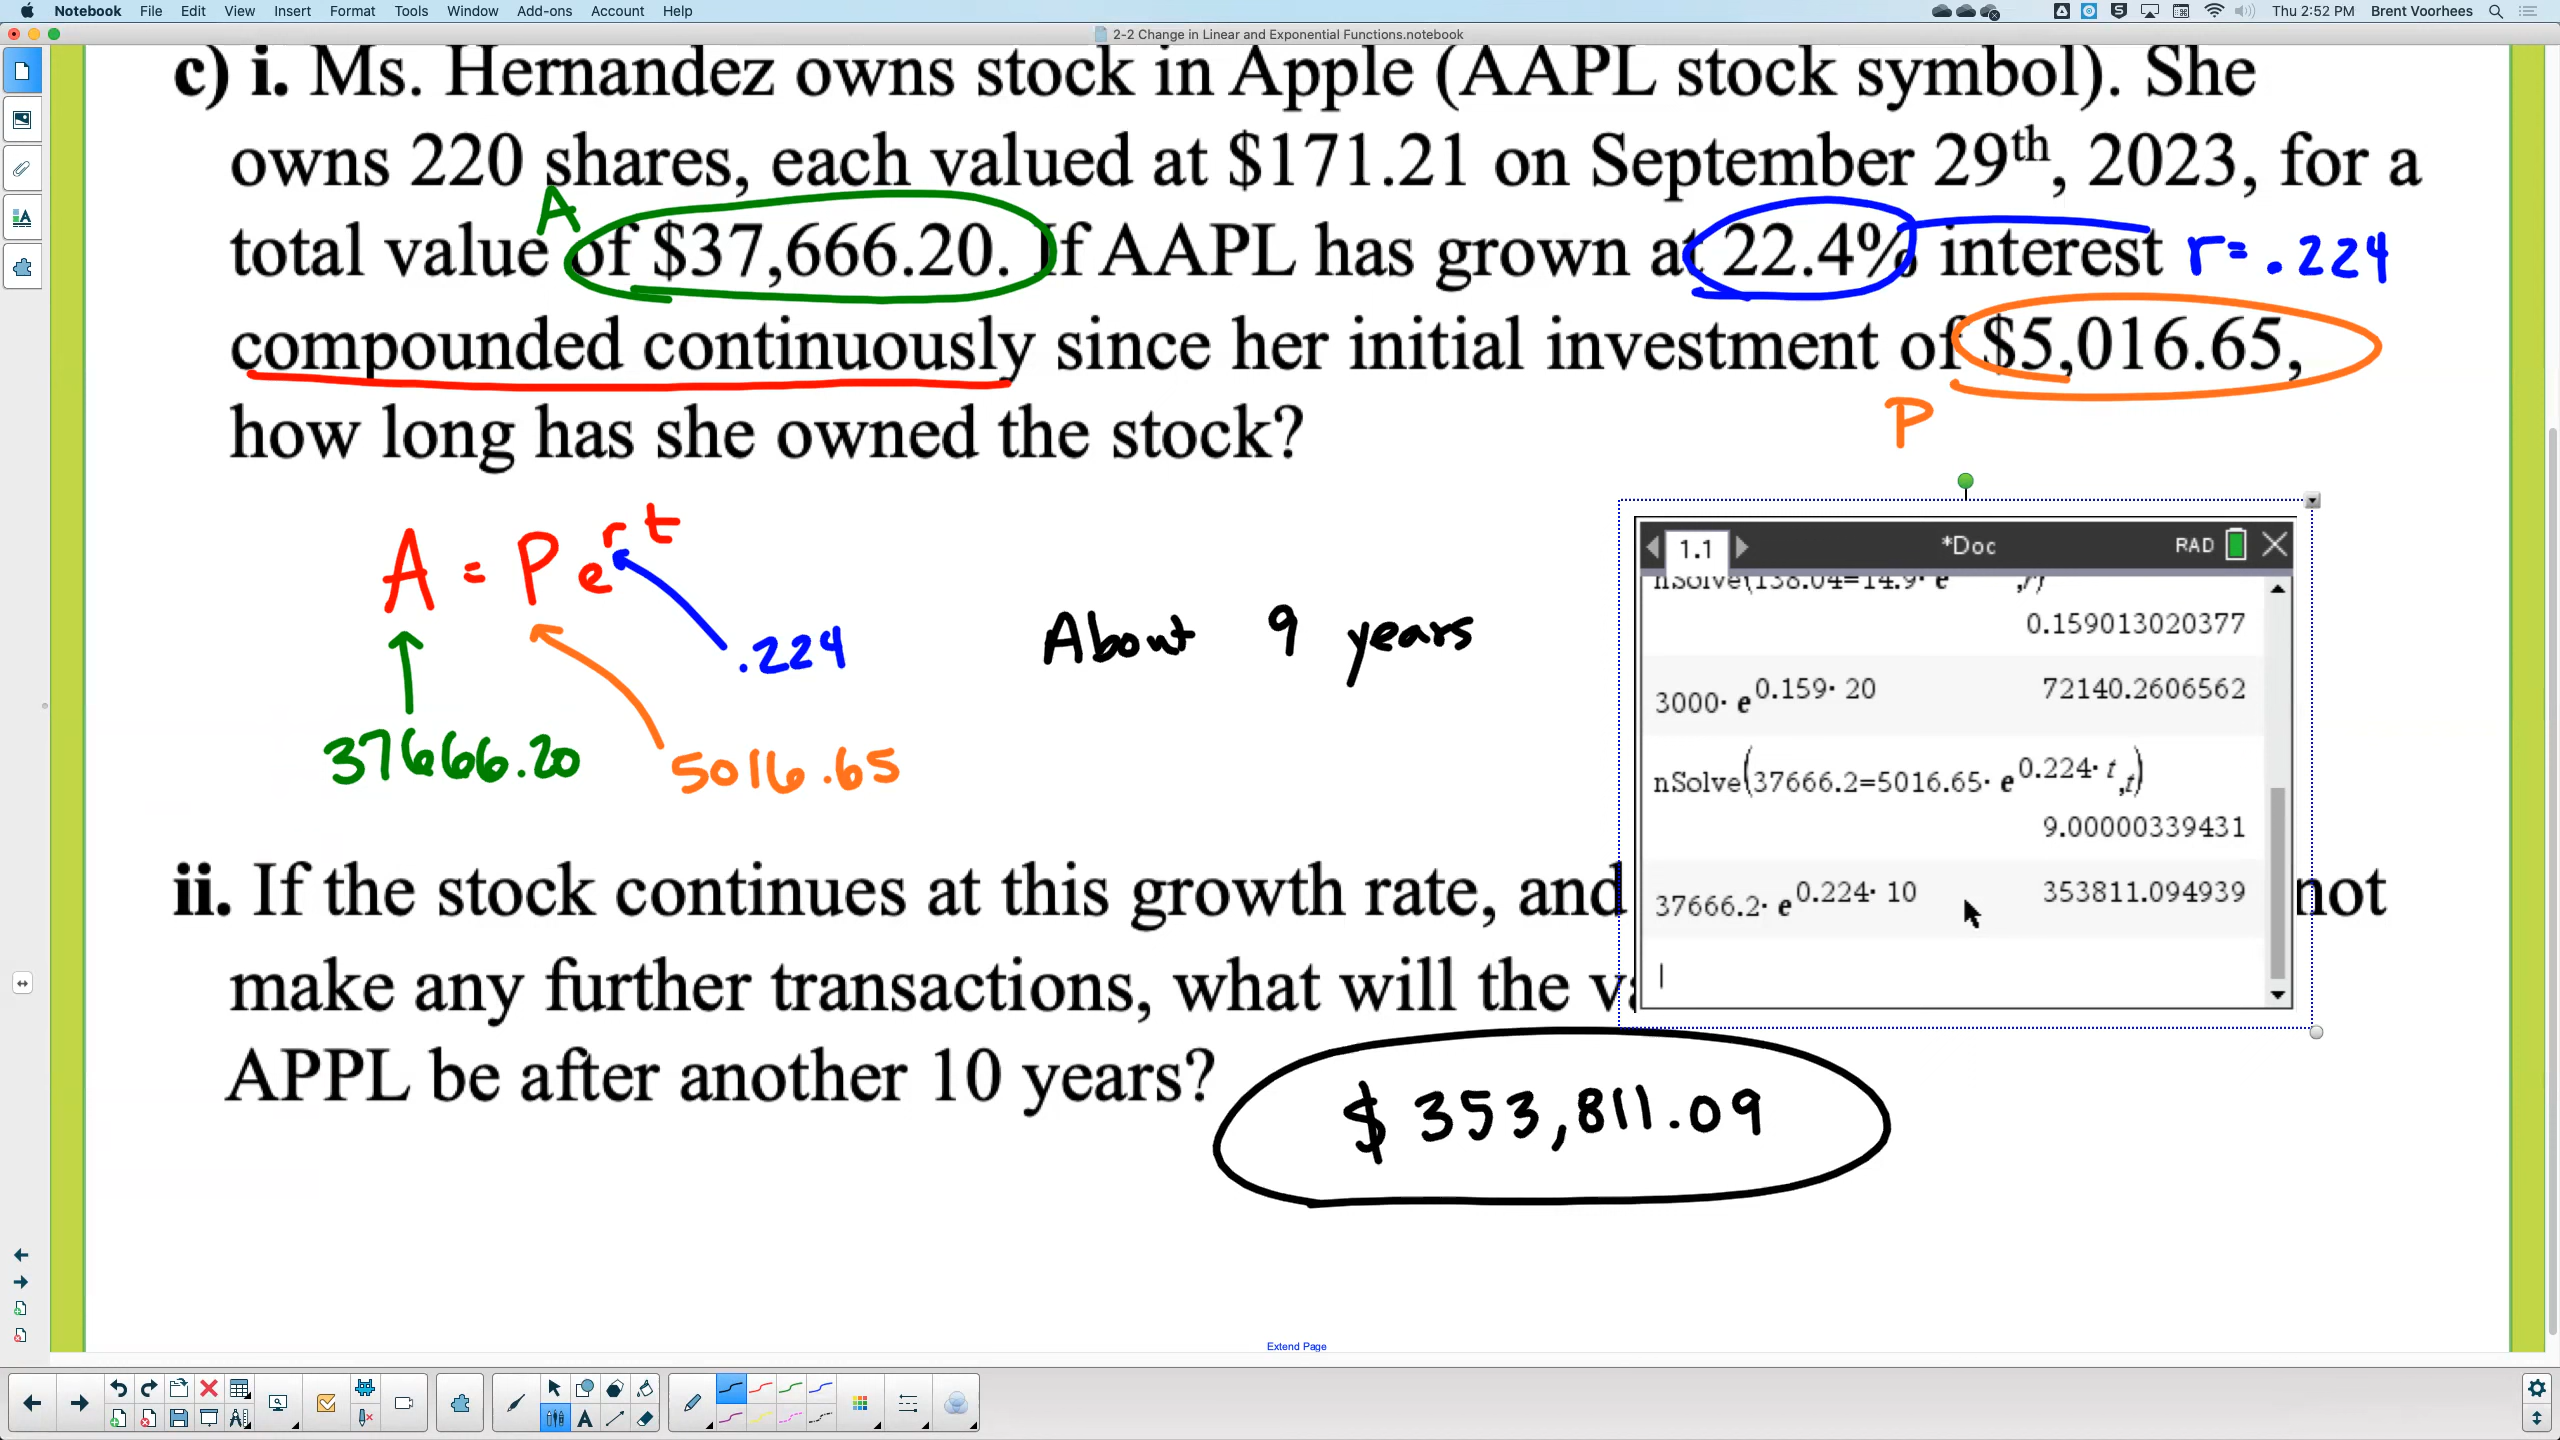 Notebook File Edit View Insert Format Tools Window Add-ons Account Help Thu 2:52 PM Brent Voorhees
2-2 Change in Linear and Exponential Functions.notebook
c) i. Ms. Hernandez owns stock in Apple (AAPL stock symbol). She
owns 220 shares, each valued at $171.21 on September 29th, 2023, for a
A
total value of $37,666.20. If AAPL has grown at 22.4% interest r = .224
compounded continuously since her initial investment of $5,016.65,
how long has she owned the stock?
P
A = P e^rt
.224
About 9 years
37666.20
5016.65
1.1 *Doc RAD
nSolve(138.04=14.9·e ,r)
0.159013020377
3000·e^0.159·20 72140.2606562
nSolve(37666.2=5016.65·e^0.224·t,t)
9.00000339431
37666.2·e^0.224·10 353811.094939
ii. If the stock continues at this growth rate, and not
make any further transactions, what will the
APPL be after another 10 years?
$ 353,811.09
Extend Page